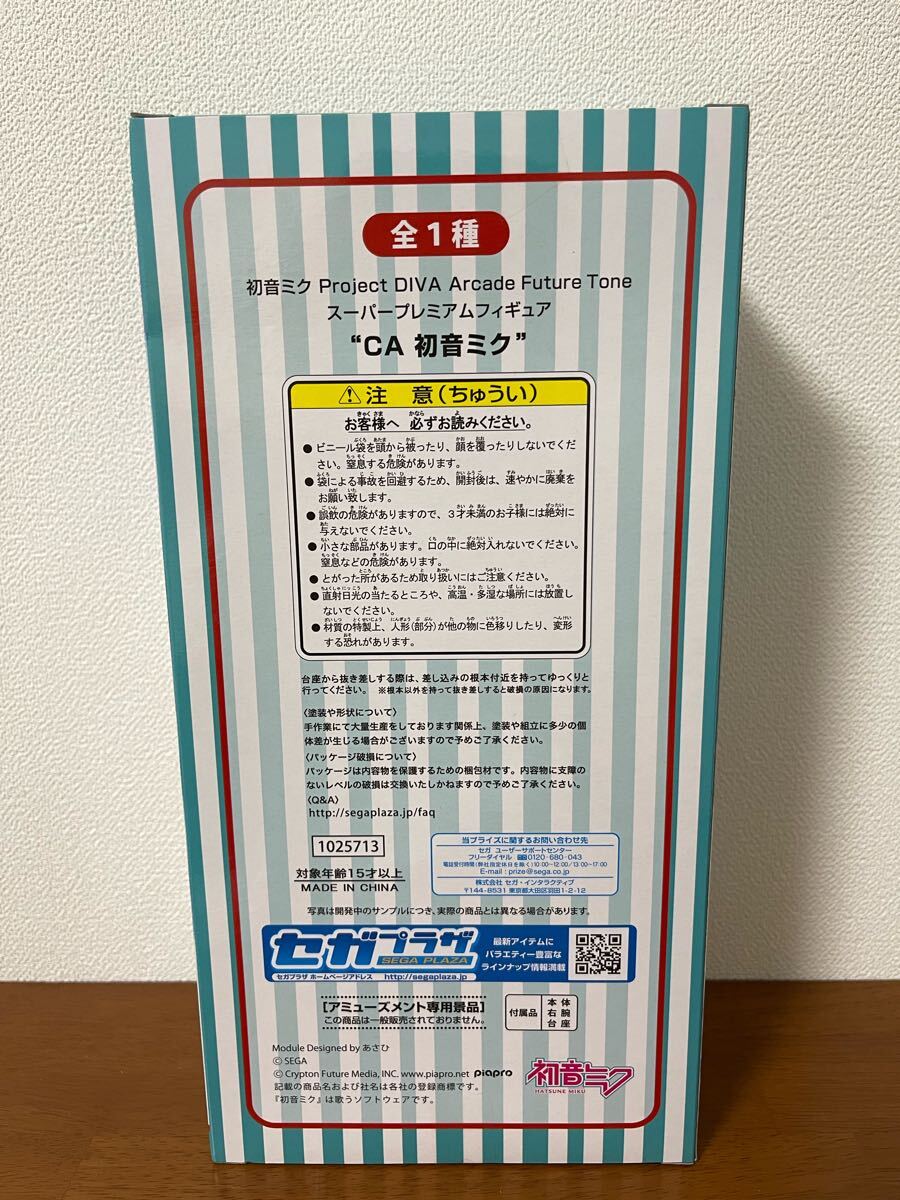 全1種
初音ミク Project DIVA Arcade Future Tone
スーパープレミアムフィギュア
“CA 初音ミク”
⚠注 意(ちゅうい)
お客様へ 必ずお読みください。
●ビニール袋を頭から被ったり、顔を覆ったりしないでくだ
さい。窒息する危険があります。
●袋による事故を回避するため、開封後は、速やかに廃棄を
お願い致します。
●誤飲の危険がありますので、3才未満のお子様には絶対に
与えないでください。
●小さな部品があります。口の中に絶対入れないでください。
窒息などの危険があります。
●とがった所があるため取り扱いにはご注意ください。
●直射日光の当たるところや、高温・多湿な場所には放置し
ないでください。
●材質の特製上、人形(部分)が他の物に色移りしたり、変形
する恐れがあります。
台座から抜き差しする際は、差し込みの根本付近を持ってゆっくりと
行ってください。 ※根本以外を持って抜き差しすると破損の原因になります。
〈塗装や形状について〉
手作業にて大量生産をしております関係上、塗装や組立に多少の個
体差が生じる場合がございますので予めご了承ください。
〈パッケージ破損について〉
パッケージは内容物を保護するための梱包材です。内容物に支障の
ないレベルの破損は交換いたしかねますので予めご了承ください。
〈Q&A〉
http://segaplaza.jp/faq
1025713
対象年齢15才以上
MADE IN CHINA
当プライズに関するお問い合わせ先
セガ ユーザーサポートセンター
フリーダイヤル 0120-680-043
電話受付時間(弊社指定休日を除く)10:00~12:00/13:00~17:00
E-mail : prize@sega.co.jp
株式会社 セガ・インタラクティブ
〒144-8531 東京都大田区羽田1-2-12
写真は開発中のサンプルにつき、実際の商品とは異なる場合があります。
セガプラザ
SEGA PLAZA
セガプラザ ホームページアドレス http://segaplaza.jp
最新アイテムに
バラエティー豊富な
ラインナップ情報満載
[アミューズメント専用景品]
この商品は一般販売されておりません。
付属品
本体
右腕
台座
Module Designed by あさひ
© SEGA
© Crypton Future Media, INC. www.piapro.net piapro
記載の商品名および社名は各社の登録商標です。
『初音ミク』は歌うソフトウェアです。
初音ミク
HATSUNE MIKU